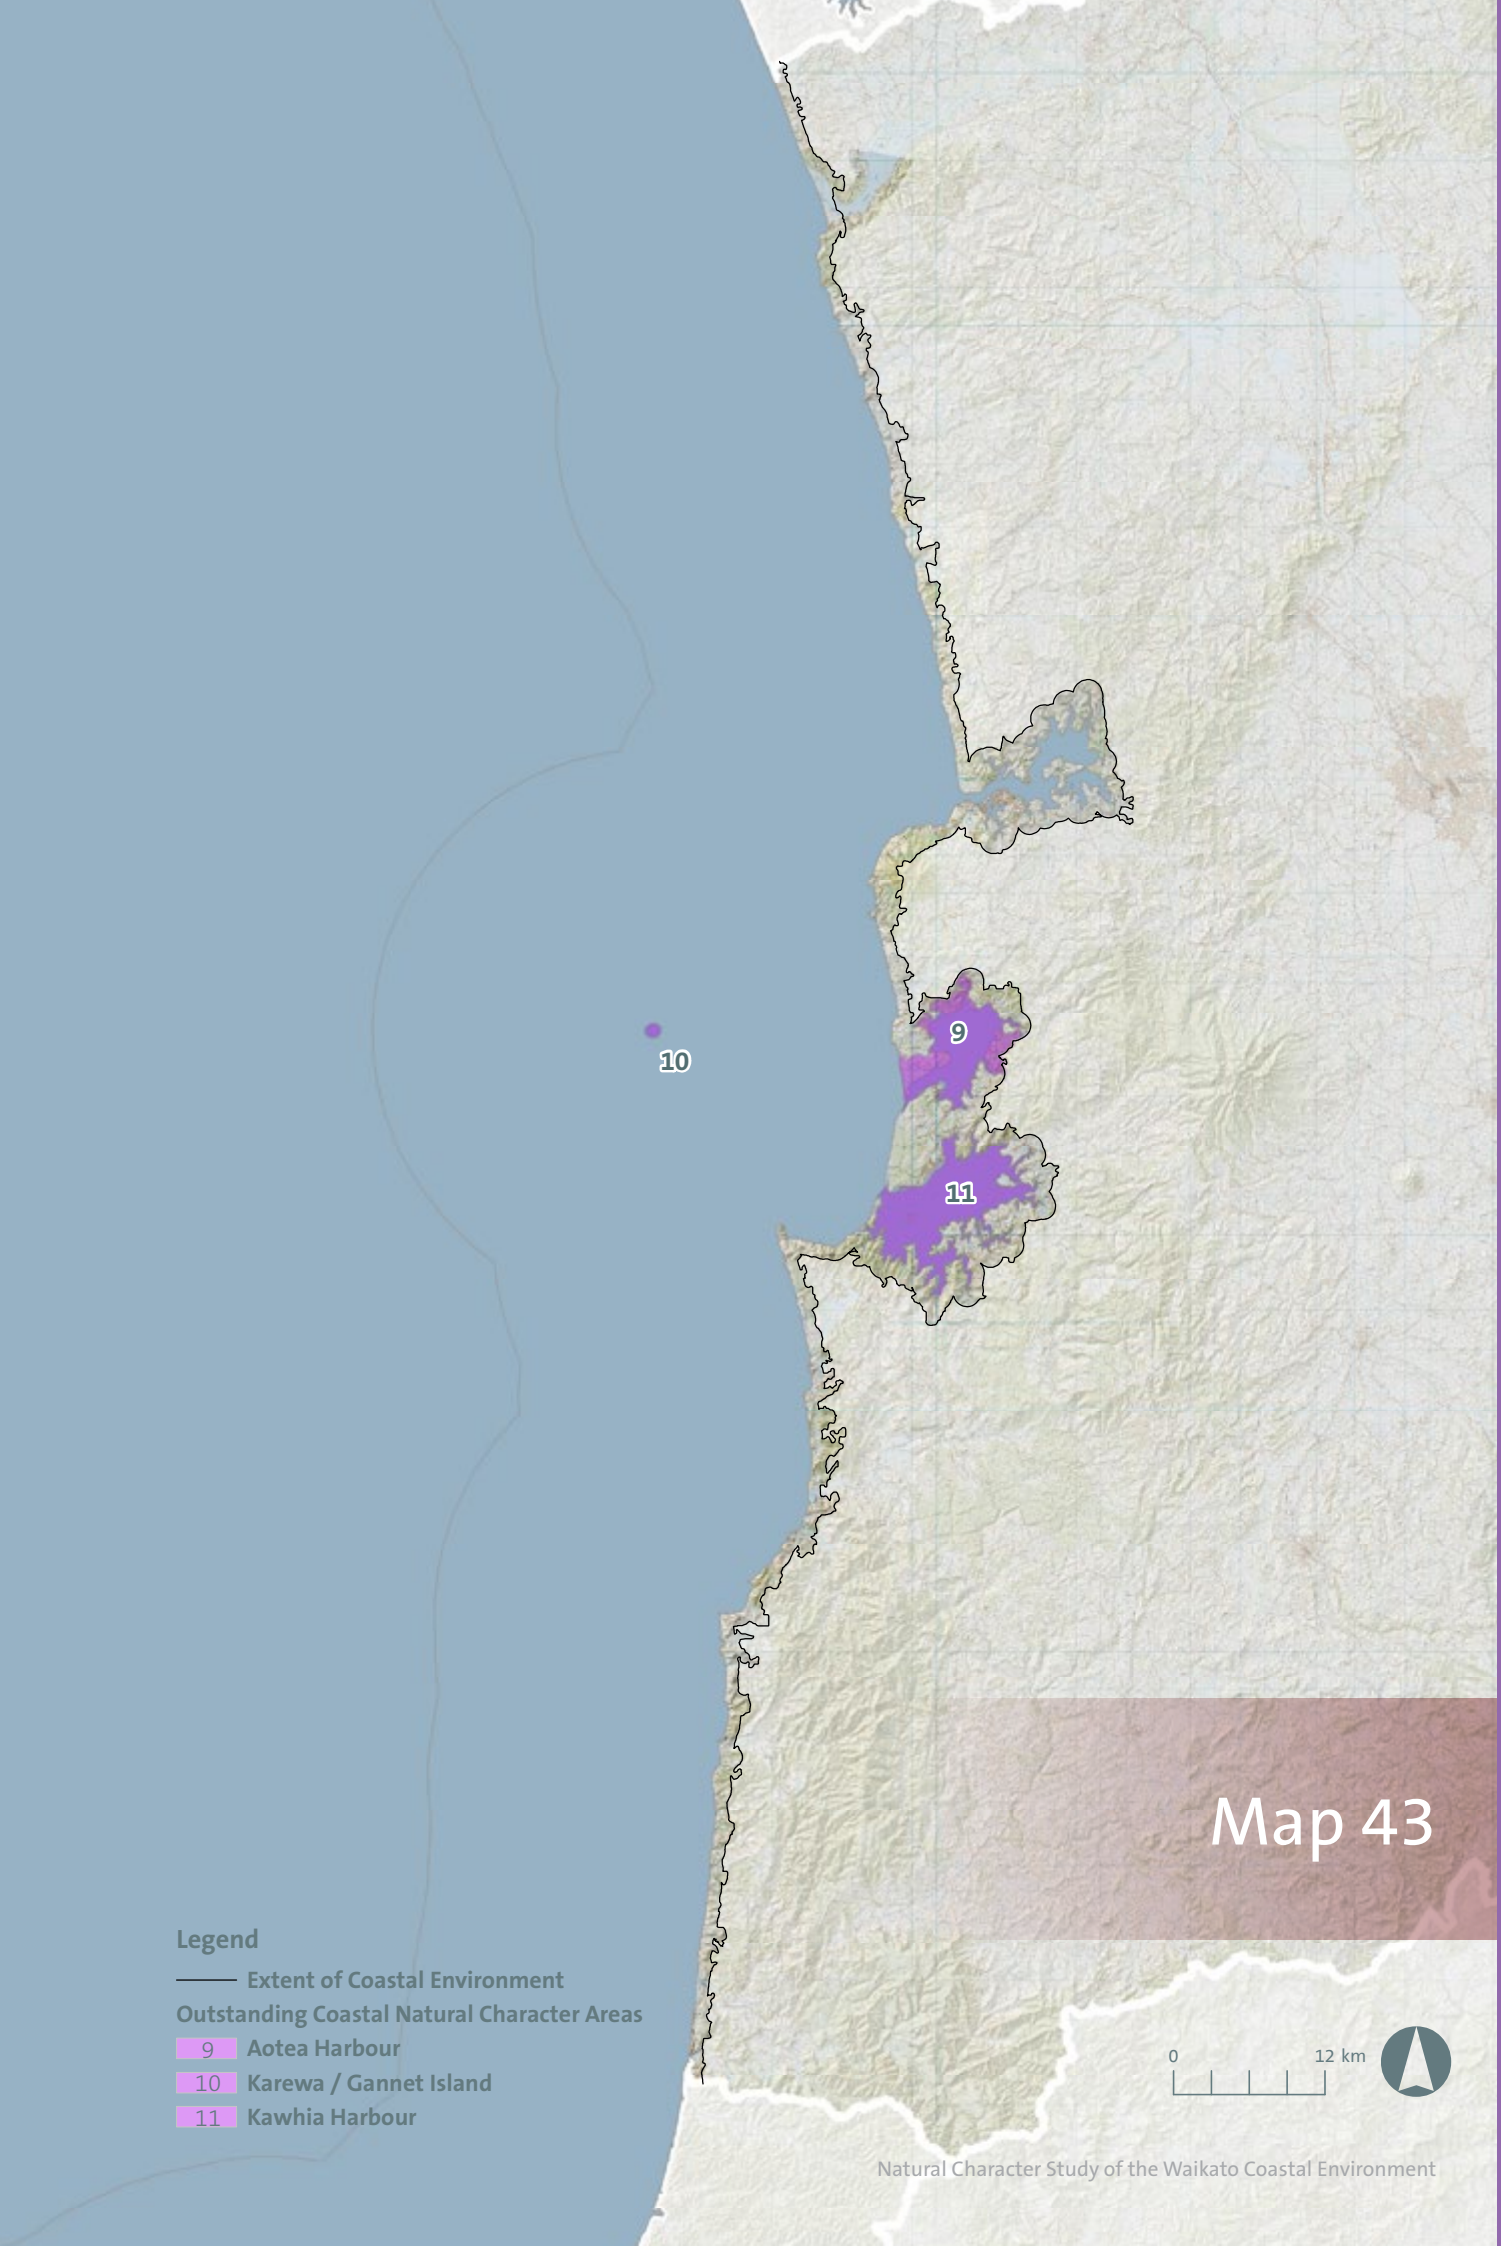 9
10
11
Map 43
Legend
Extent of Coastal Environment
Outstanding Coastal Natural Character Areas
9 Aotea Harbour
10 Karewa / Gannet Island
11 Kawhia Harbour
0 12 km
Natural Character Study of the Waikato Coastal Environment